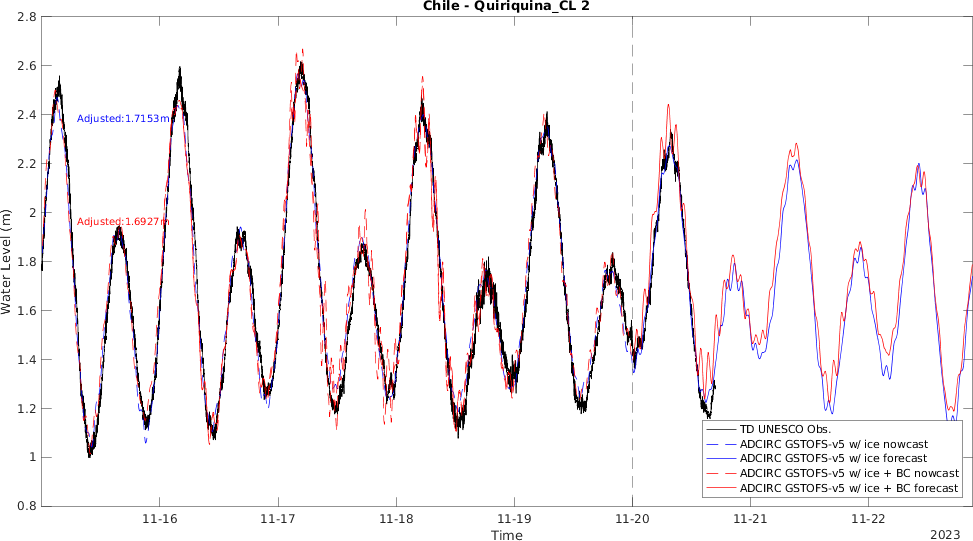 Chile - Quiriquina_CL 2
2.8
2.6
2.4
2.2
2
1.8
1.6
1.4
1.2
1
0.8
Water Level (m)
Adjusted:1.7153m
Adjusted:1.6927m
TD UNESCO Obs.
ADCIRC GSTOFS-v5 w/ ice nowcast
ADCIRC GSTOFS-v5 w/ ice forecast
ADCIRC GSTOFS-v5 w/ ice + BC nowcast
ADCIRC GSTOFS-v5 w/ ice + BC forecast
11-16 11-17 11-18 11-19 11-20 11-21 11-22
Time
2023